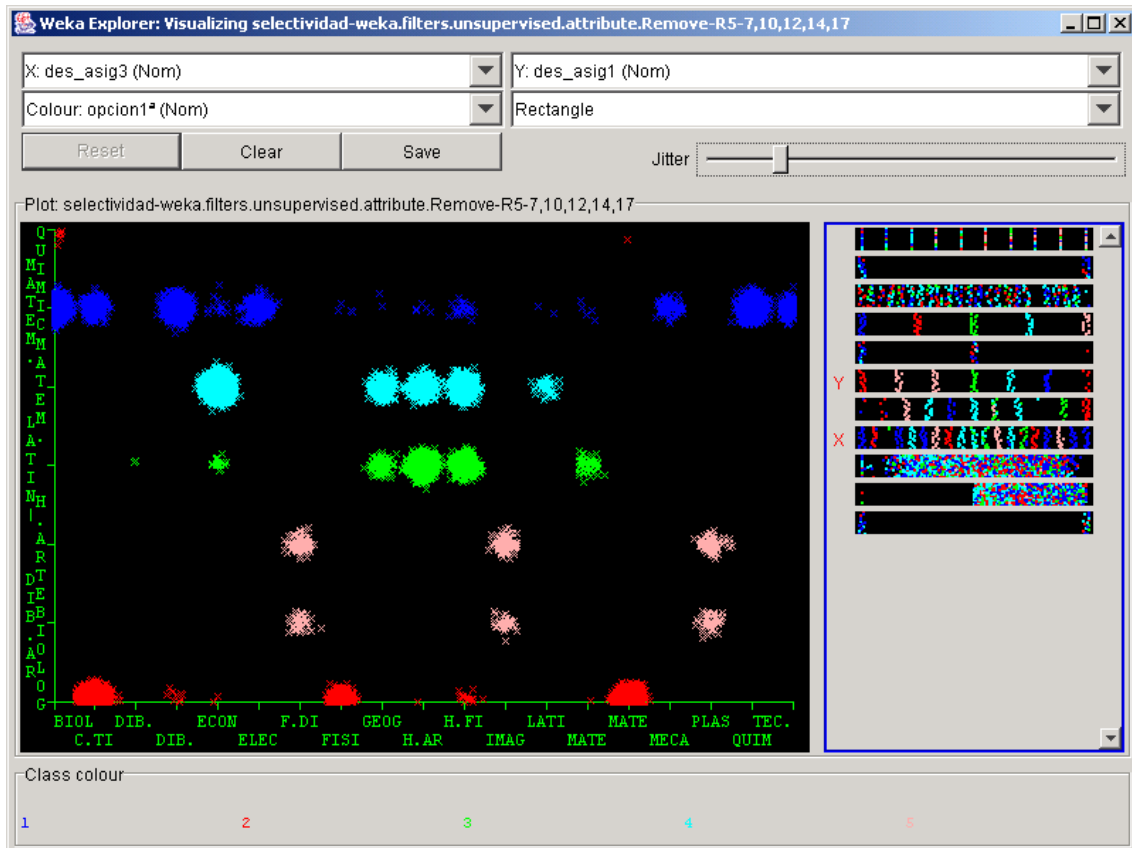 Weka Explorer: Visualizing selectividad-weka.filters.unsupervised.attribute.Remove-R5-7,10,12,14,17
X: des_asig3 (Nom)
Y: des_asig1 (Nom)
Colour: opcion1ª (Nom)
Rectangle
Reset
Clear
Save
Jitter
Plot: selectividad-weka.filters.unsupervised.attribute.Remove-R5-7,10,12,14,17
Y
X
BIOL DIB. ECON F.DI GEOG H.FI LATI MATE PLAS TEC.
C.TI DIB. ELEC FISI H.AR IMAG MATE MECA QUIM
Class colour
1 2 3 4 5